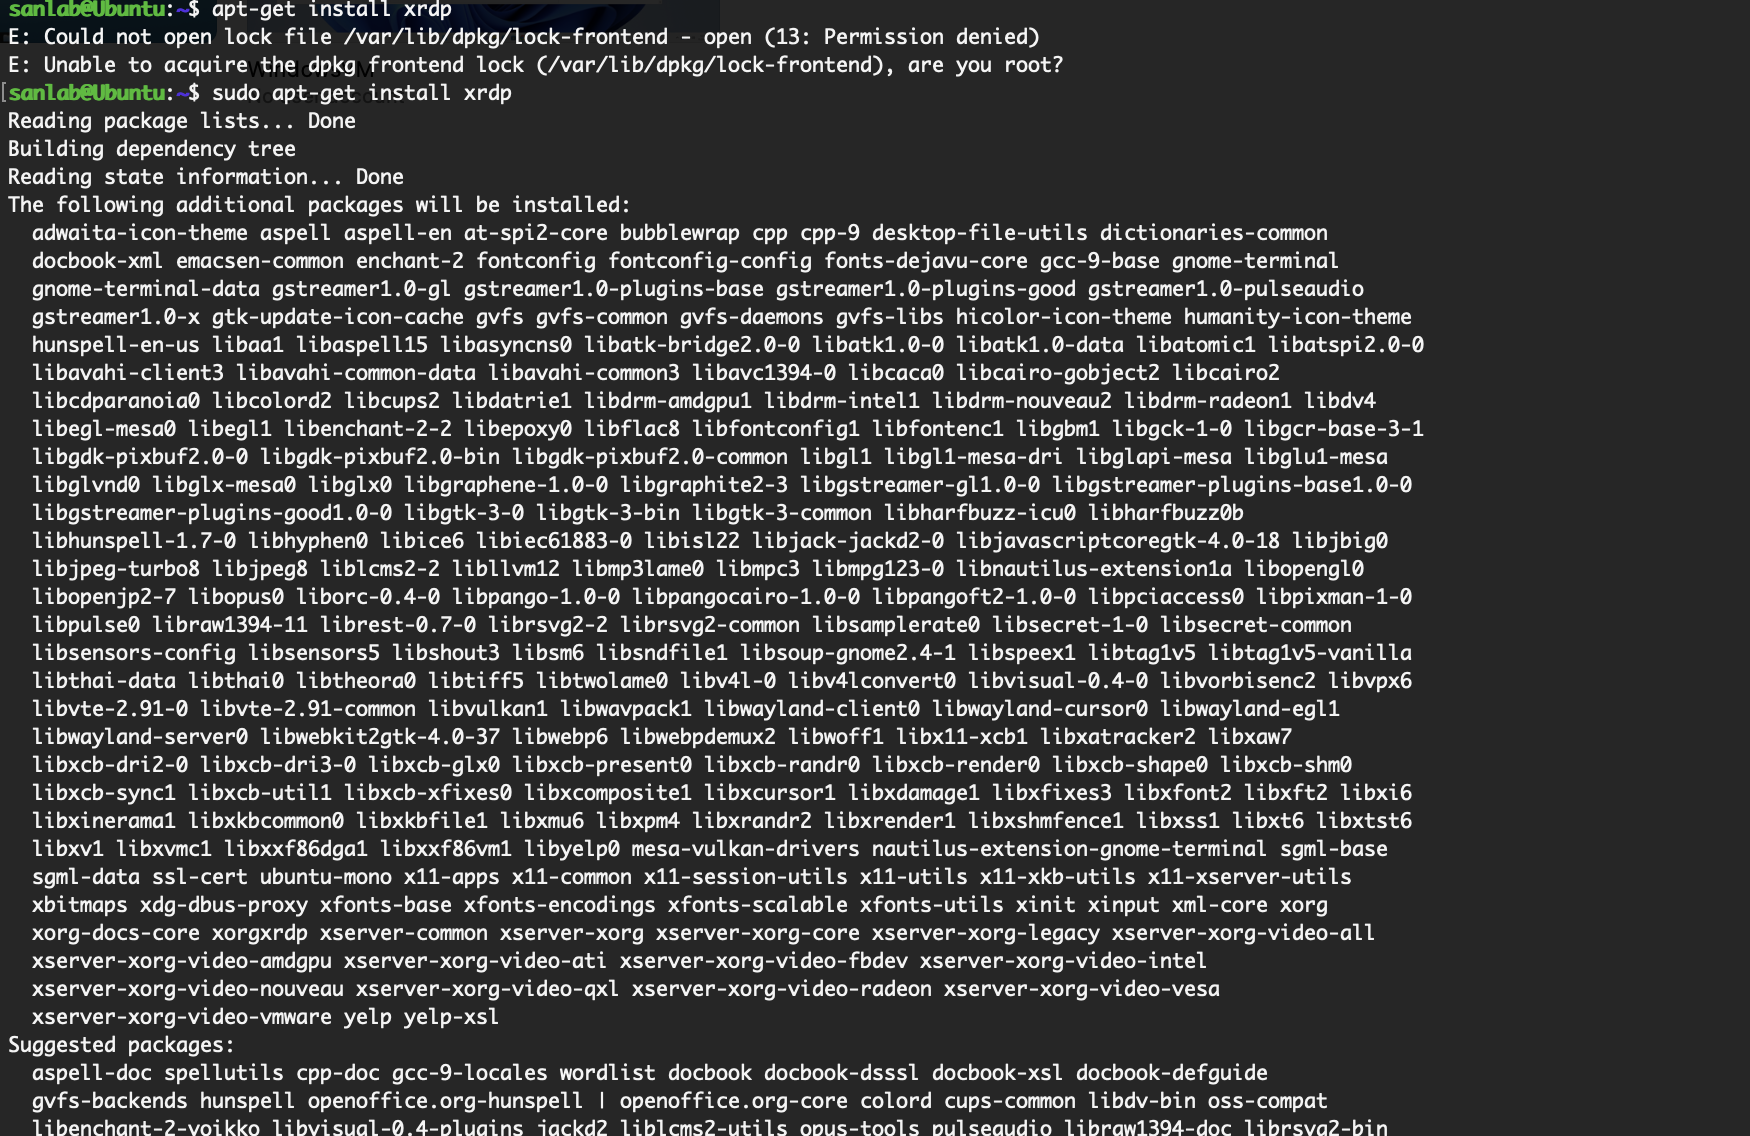 sanlab@Ubuntu:~$ apt-get install xrdp
E: Could not open lock file /var/lib/dpkg/lock-frontend - open (13: Permission denied)
E: Unable to acquire the dpkg frontend lock (/var/lib/dpkg/lock-frontend), are you root?
[sanlab@Ubuntu:~$ sudo apt-get install xrdp
Reading package lists... Done
Building dependency tree
Reading state information... Done
The following additional packages will be installed:
  adwaita-icon-theme aspell aspell-en at-spi2-core bubblewrap cpp cpp-9 desktop-file-utils dictionaries-common
  docbook-xml emacsen-common enchant-2 fontconfig fontconfig-config fonts-dejavu-core gcc-9-base gnome-terminal
  gnome-terminal-data gstreamer1.0-gl gstreamer1.0-plugins-base gstreamer1.0-plugins-good gstreamer1.0-pulseaudio
  gstreamer1.0-x gtk-update-icon-cache gvfs gvfs-common gvfs-daemons gvfs-libs hicolor-icon-theme humanity-icon-theme
  hunspell-en-us libaa1 libaspell15 libasyncns0 libatk-bridge2.0-0 libatk1.0-0 libatk1.0-data libatomic1 libatspi2.0-0
  libavahi-client3 libavahi-common-data libavahi-common3 libavc1394-0 libcaca0 libcairo-gobject2 libcairo2
  libcdparanoia0 libcolord2 libcups2 libdatrie1 libdrm-amdgpu1 libdrm-intel1 libdrm-nouveau2 libdrm-radeon1 libdv4
  libegl-mesa0 libegl1 libenchant-2-2 libepoxy0 libflac8 libfontconfig1 libfontenc1 libgbm1 libgck-1-0 libgcr-base-3-1
  libgdk-pixbuf2.0-0 libgdk-pixbuf2.0-bin libgdk-pixbuf2.0-common libgl1 libgl1-mesa-dri libglapi-mesa libglu1-mesa
  libglvnd0 libglx-mesa0 libglx0 libgraphene-1.0-0 libgraphite2-3 libgstreamer-gl1.0-0 libgstreamer-plugins-base1.0-0
  libgstreamer-plugins-good1.0-0 libgtk-3-0 libgtk-3-bin libgtk-3-common libharfbuzz-icu0 libharfbuzz0b
  libhunspell-1.7-0 libhyphen0 libice6 libiec61883-0 libisl22 libjack-jackd2-0 libjavascriptcoregtk-4.0-18 libjbig0
  libjpeg-turbo8 libjpeg8 liblcms2-2 libllvm12 libmp3lame0 libmpc3 libmpg123-0 libnautilus-extension1a libopengl0
  libopenjp2-7 libopus0 liborc-0.4-0 libpango-1.0-0 libpangocairo-1.0-0 libpangoft2-1.0-0 libpciaccess0 libpixman-1-0
  libpulse0 libraw1394-11 librest-0.7-0 librsvg2-2 librsvg2-common libsamplerate0 libsecret-1-0 libsecret-common
  libsensors-config libsensors5 libshout3 libsm6 libsndfile1 libsoup-gnome2.4-1 libspeex1 libtag1v5 libtag1v5-vanilla
  libthai-data libthai0 libtheora0 libtiff5 libtwolame0 libv4l-0 libv4lconvert0 libvisual-0.4-0 libvorbisenc2 libvpx6
  libvte-2.91-0 libvte-2.91-common libvulkan1 libwavpack1 libwayland-client0 libwayland-cursor0 libwayland-egl1
  libwayland-server0 libwebkit2gtk-4.0-37 libwebp6 libwebpdemux2 libwoff1 libx11-xcb1 libxatracker2 libxaw7
  libxcb-dri2-0 libxcb-dri3-0 libxcb-glx0 libxcb-present0 libxcb-randr0 libxcb-render0 libxcb-shape0 libxcb-shm0
  libxcb-sync1 libxcb-util1 libxcb-xfixes0 libxcomposite1 libxcursor1 libxdamage1 libxfixes3 libxfont2 libxft2 libxi6
  libxinerama1 libxkbcommon0 libxkbfile1 libxmu6 libxpm4 libxrandr2 libxrender1 libxshmfence1 libxss1 libxt6 libxtst6
  libxv1 libxvmc1 libxxf86dga1 libxxf86vm1 libyelp0 mesa-vulkan-drivers nautilus-extension-gnome-terminal sgml-base
  sgml-data ssl-cert ubuntu-mono x11-apps x11-common x11-session-utils x11-utils x11-xkb-utils x11-xserver-utils
  xbitmaps xdg-dbus-proxy xfonts-base xfonts-encodings xfonts-scalable xfonts-utils xinit xinput xml-core xorg
  xorg-docs-core xorgxrdp xserver-common xserver-xorg xserver-xorg-core xserver-xorg-legacy xserver-xorg-video-all
  xserver-xorg-video-amdgpu xserver-xorg-video-ati xserver-xorg-video-fbdev xserver-xorg-video-intel
  xserver-xorg-video-nouveau xserver-xorg-video-qxl xserver-xorg-video-radeon xserver-xorg-video-vesa
  xserver-xorg-video-vmware yelp yelp-xsl
Suggested packages:
  aspell-doc spellutils cpp-doc gcc-9-locales wordlist docbook docbook-dsssl docbook-xsl docbook-defguide
  gvfs-backends hunspell openoffice.org-hunspell | openoffice.org-core colord cups-common libdv-bin oss-compat
  libenchant-2-voikko libvisual-0.4-plugins jackd2 liblcms2-utils opus-tools pulseaudio libraw1394-doc librsvg2-bin